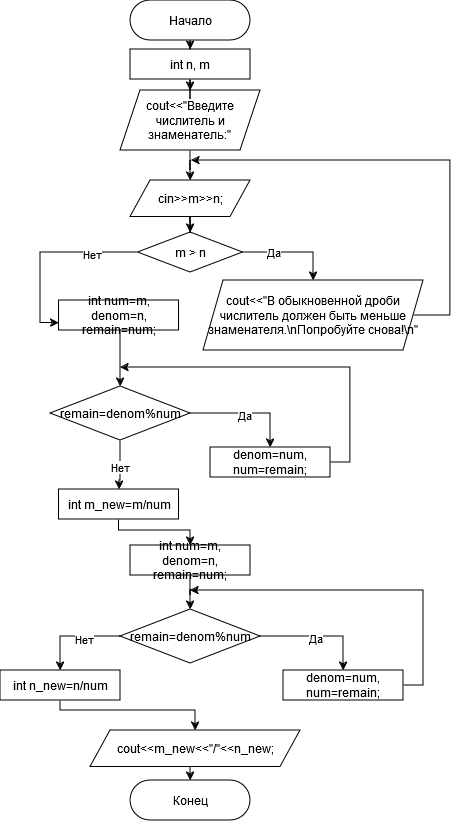 Начало
int n, m
cout<<"Введите
числитель и
знаменатель:"
cin>>m>>n;
m > n
Нет
Да
int num=m,
denom=n,
remain=num;
cout<<"В обыкновенной дроби
числитель должен быть меньше
знаменателя.\nПопробуйте снова!\n"
remain=denom%num
Да
denom=num,
num=remain;
Нет
int m_new=m/num
int num=m,
denom=n,
remain=num;
remain=denom%num
Нет
Да
int n_new=n/num
denom=num,
num=remain;
cout<<m_new<<"/"<<n_new;
Конец